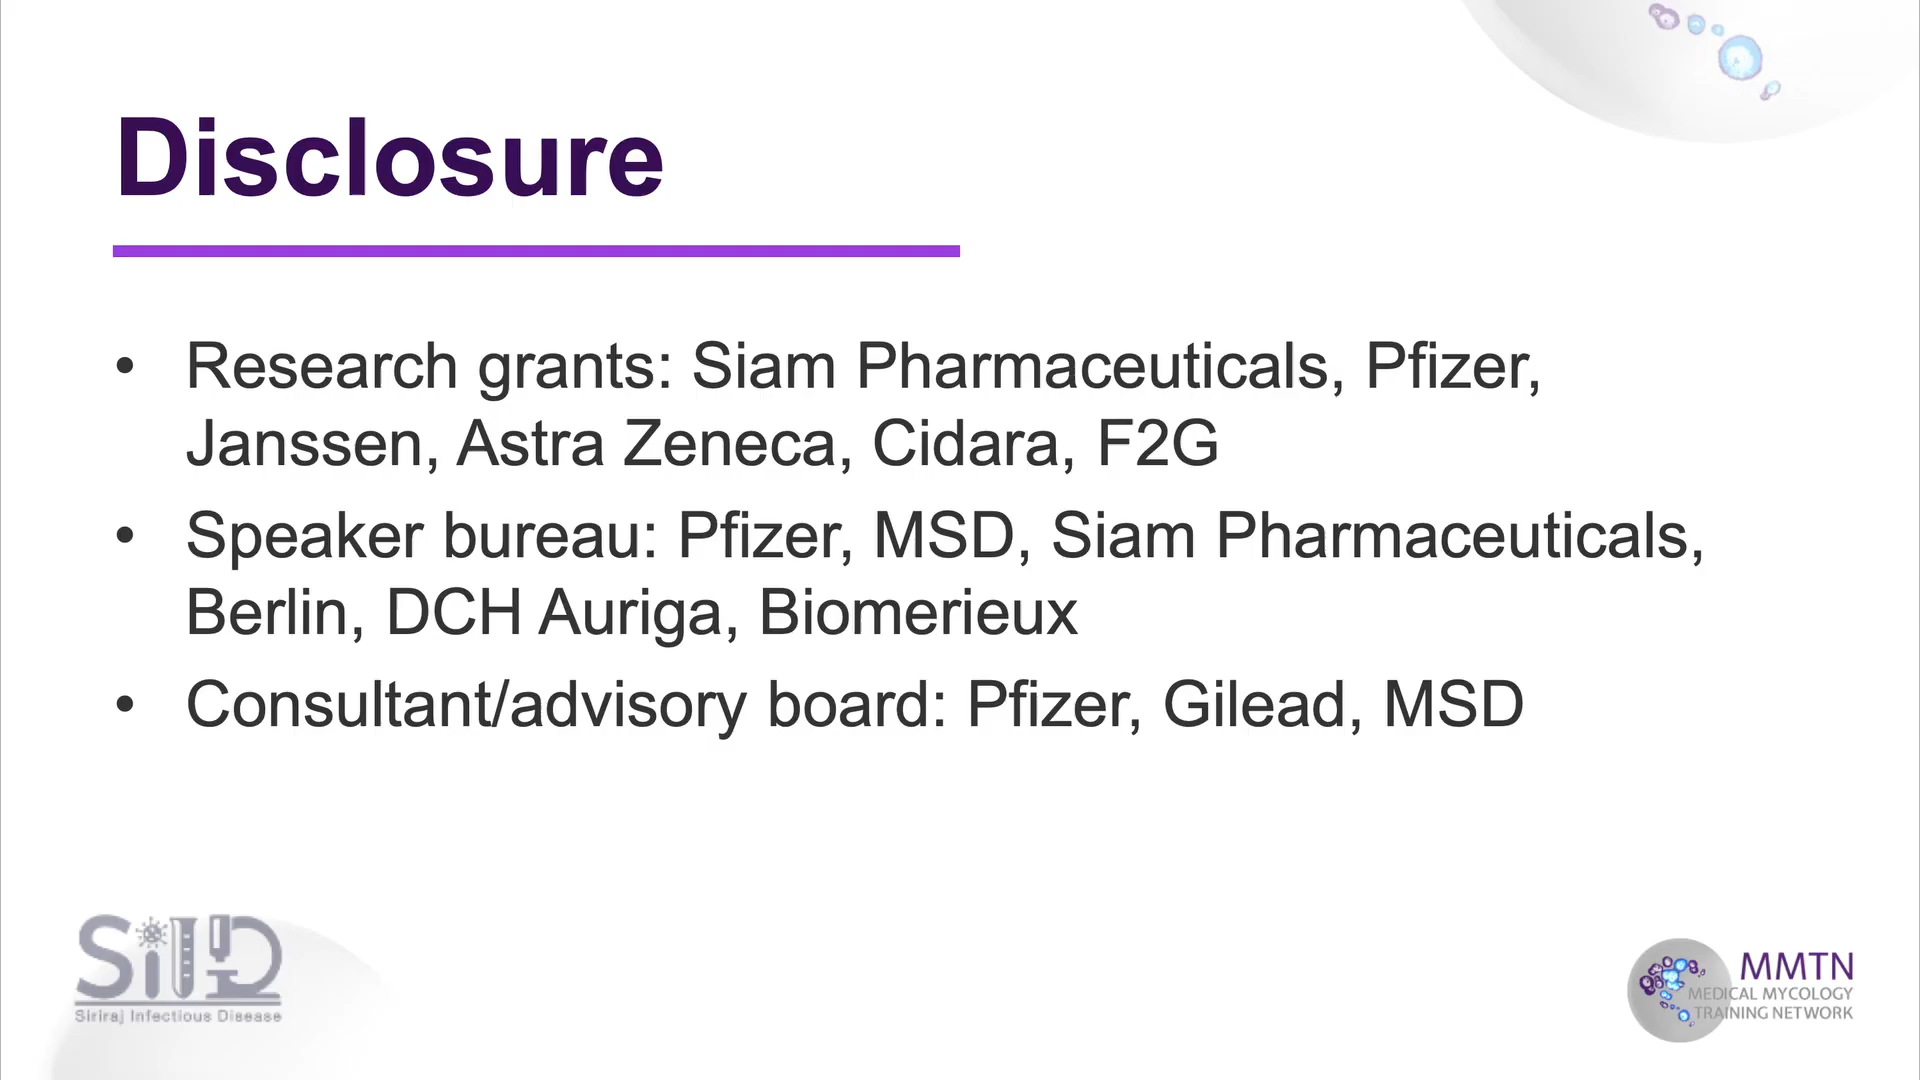 Disclosure
• Research grants: Siam Pharmaceuticals, Pfizer,
Janssen, Astra Zeneca, Cidara, F2G
• Speaker bureau: Pfizer, MSD, Siam Pharmaceuticals,
Berlin, DCH Auriga, Biomerieux
• Consultant/advisory board: Pfizer, Gilead, MSD
SiID
Siriraj Infectious Disease
MMTN
MEDICAL MYCOLOGY
TRAINING NETWORK